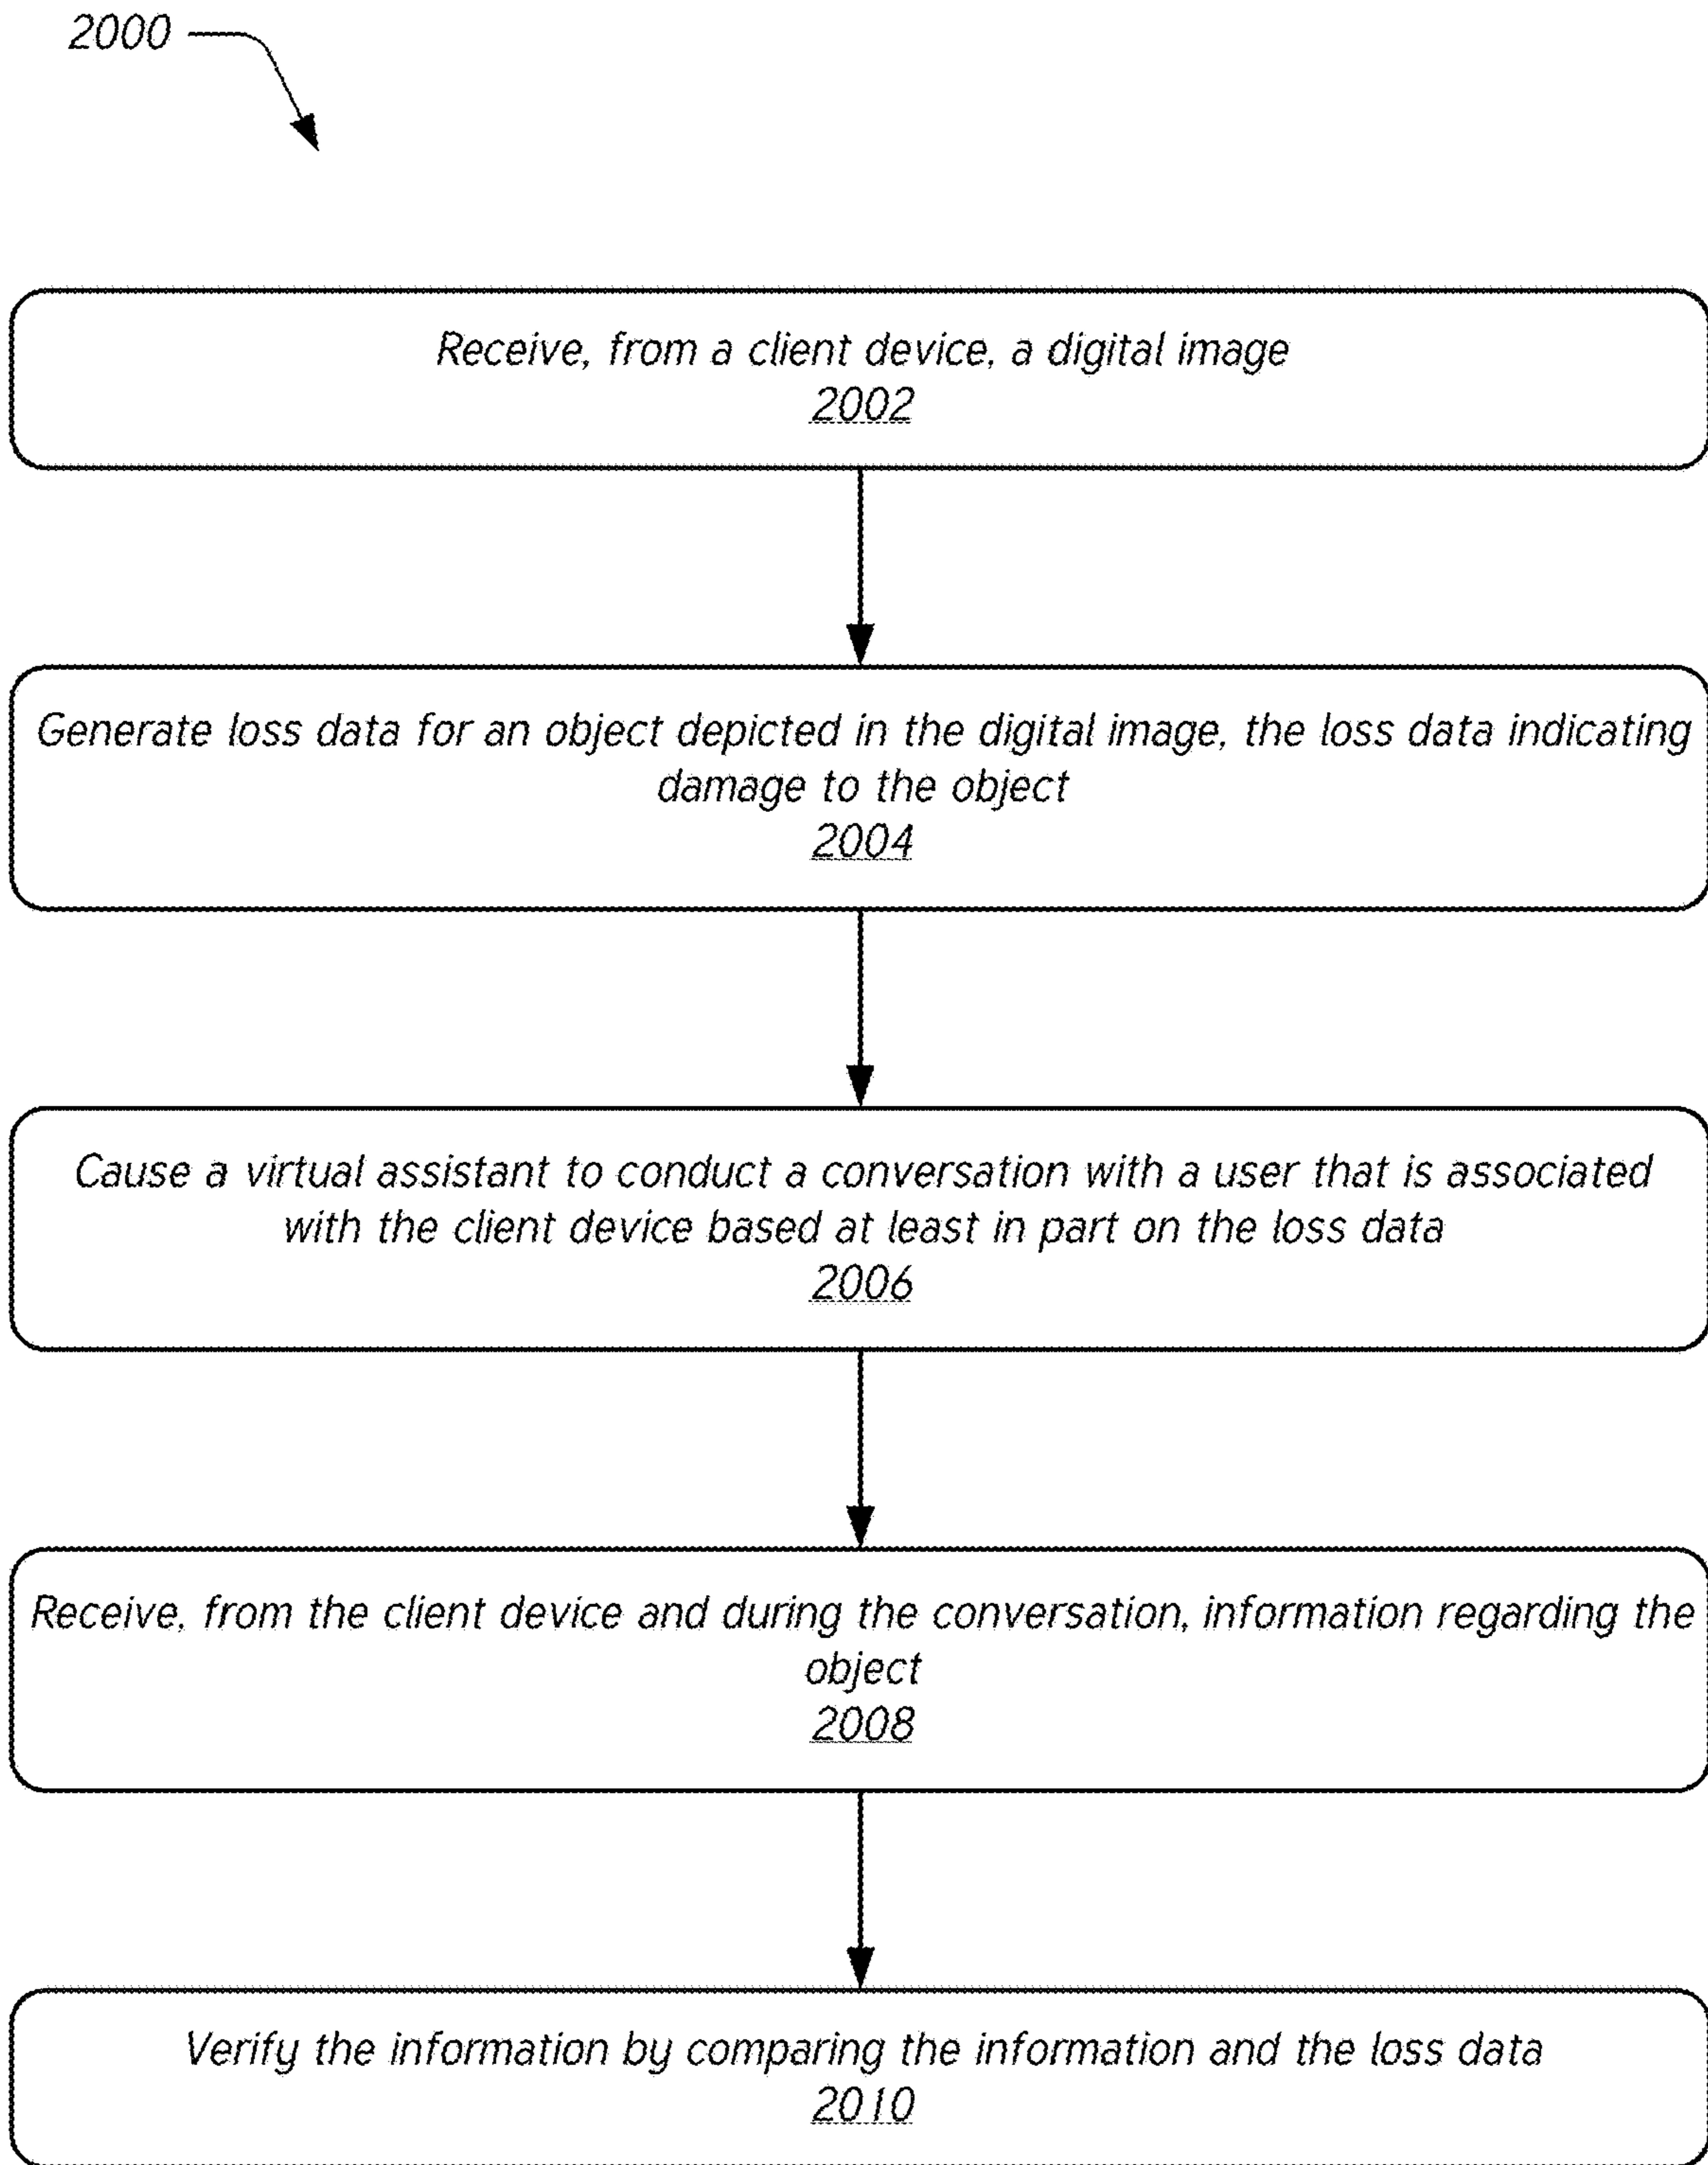 2000
Receive, from a client device, a digital image
2002
Generate loss data for an object depicted in the digital image, the loss data indicating
damage to the object
2004
Cause a virtual assistant to conduct a conversation with a user that is associated
with the client device based at least in part on the loss data
2006
Receive, from the client device and during the conversation, information regarding the
object
2008
Verify the information by comparing the information and the loss data
2010